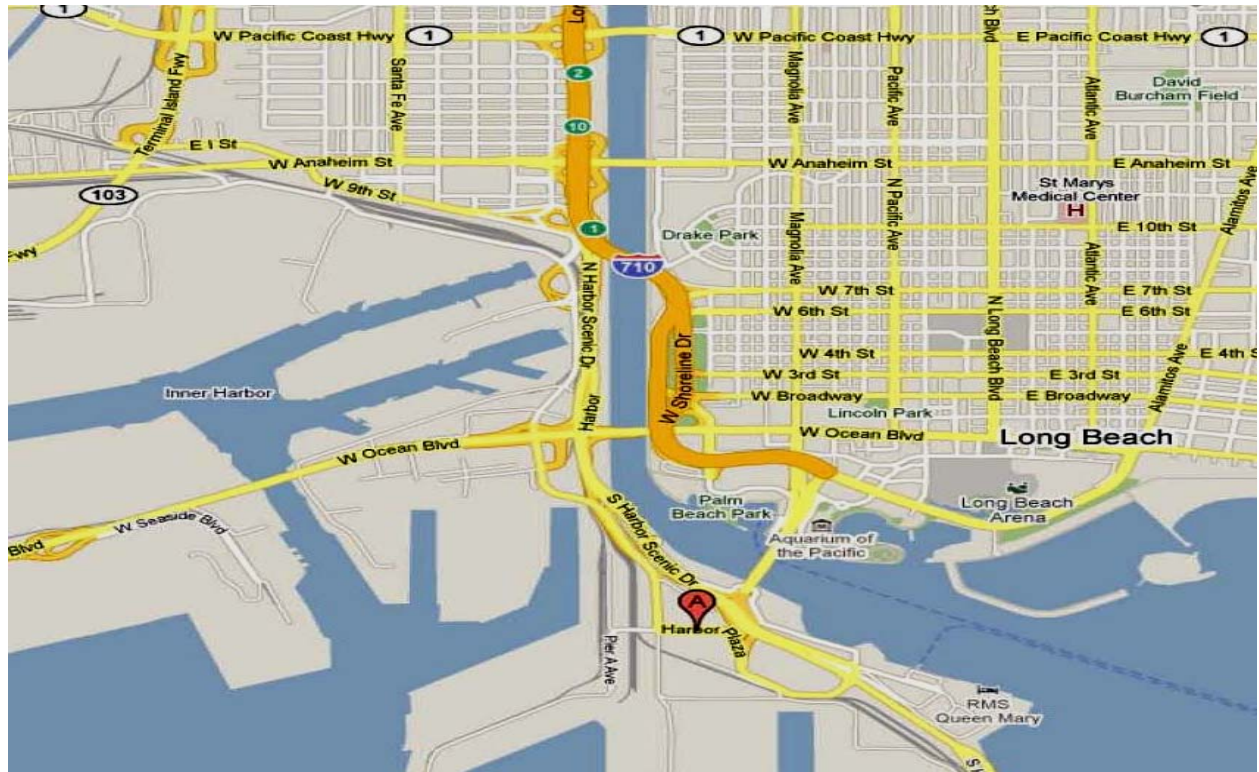 1
W Pacific Coast Hwy
1
Lo
1
W Pacific Coast Hwy
E Pacific Coast Hwy
1
Terminal Island Fwy
Santa Fe Ave
2
10
Magnolia Ave
Pacific Ave
Blvd
Atlantic Ave
David
Burcham Field
E I St
W Anaheim St
W Anaheim St
E Anaheim St
W 9th St
103
St Marys
Medical Center
H
Alamitos Ave
1
Drake Park
Magnolia Ave
N Pacific Ave
E 10th St
Fwy
710
N Harbor Scenic Dr
W 7th St
E 7th St
W 6th St
E 6th St
N Long Beach Blvd
Atlantic Ave
W Shoreline Dr
W 4th St
E 4th St
W 3rd St
E 3rd St
Inner Harbor
W Broadway
E Broadway
Alamitos Ave
Lincoln Park
Harbor
W Ocean Blvd
W Ocean Blvd
Long Beach
Palm
Beach Park
Long Beach
Arena
W Seaside Blvd
Blvd
S Harbor Scenic Dr
Aquarium of
the Pacific
A
Harbor
Plaza
Pier A Ave
RMS
Queen Mary
S H